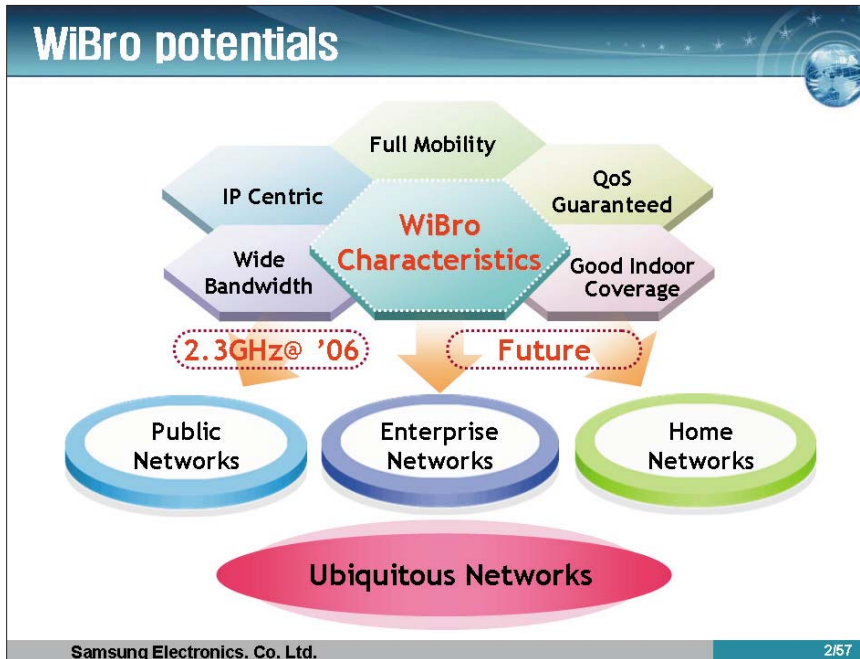 WiBro potentials
Full Mobility
IP Centric
QoS
Guaranteed
WiBro
Characteristics
Wide
Bandwidth
Good Indoor
Coverage
2.3GHz@ '06
Future
Public
Networks
Enterprise
Networks
Home
Networks
Ubiquitous Networks
Samsung Electronics. Co. Ltd.
2/57